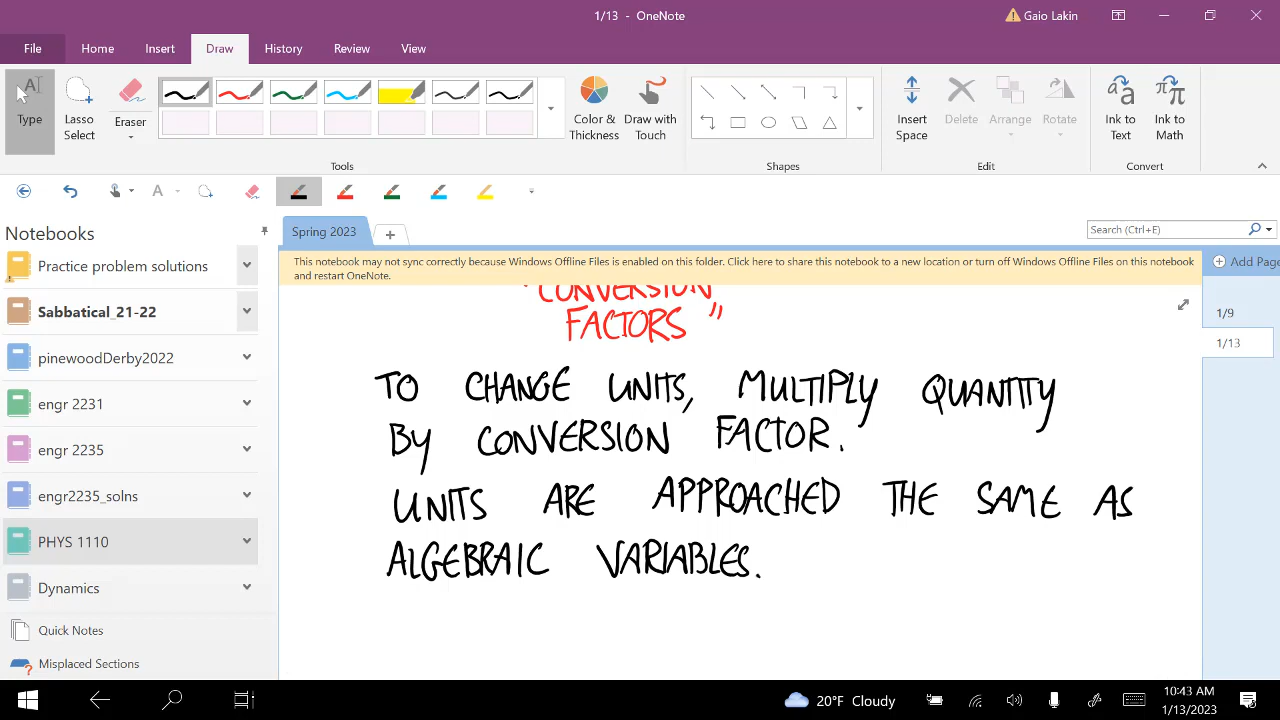 1/13 - OneNote
Gaio Lakin
File Home Insert Draw History Review View
Type
Lasso Select
Eraser
Color & Thickness
Draw with Touch
Insert Space
Delete
Arrange
Rotate
Ink to Text
Ink to Math
Tools
Shapes
Edit
Convert
Notebooks
Practice problem solutions
Sabbatical_21-22
pinewoodDerby2022
engr 2231
engr 2235
engr2235_solns
PHYS 1110
Dynamics
Quick Notes
Misplaced Sections
Spring 2023
Search (Ctrl+E)
This notebook may not sync correctly because Windows Offline Files is enabled on this folder. Click here to share this notebook to a new location or turn off Windows Offline Files on this notebook
and restart OneNote.
Add Page
1/9
1/13
"CONVERSION
FACTORS"
TO CHANGE UNITS, MULTIPLY QUANTITY
BY CONVERSION FACTOR.
UNITS ARE APPROACHED THE SAME AS
ALGEBRAIC VARIABLES.
20°F Cloudy
10:43 AM
1/13/2023